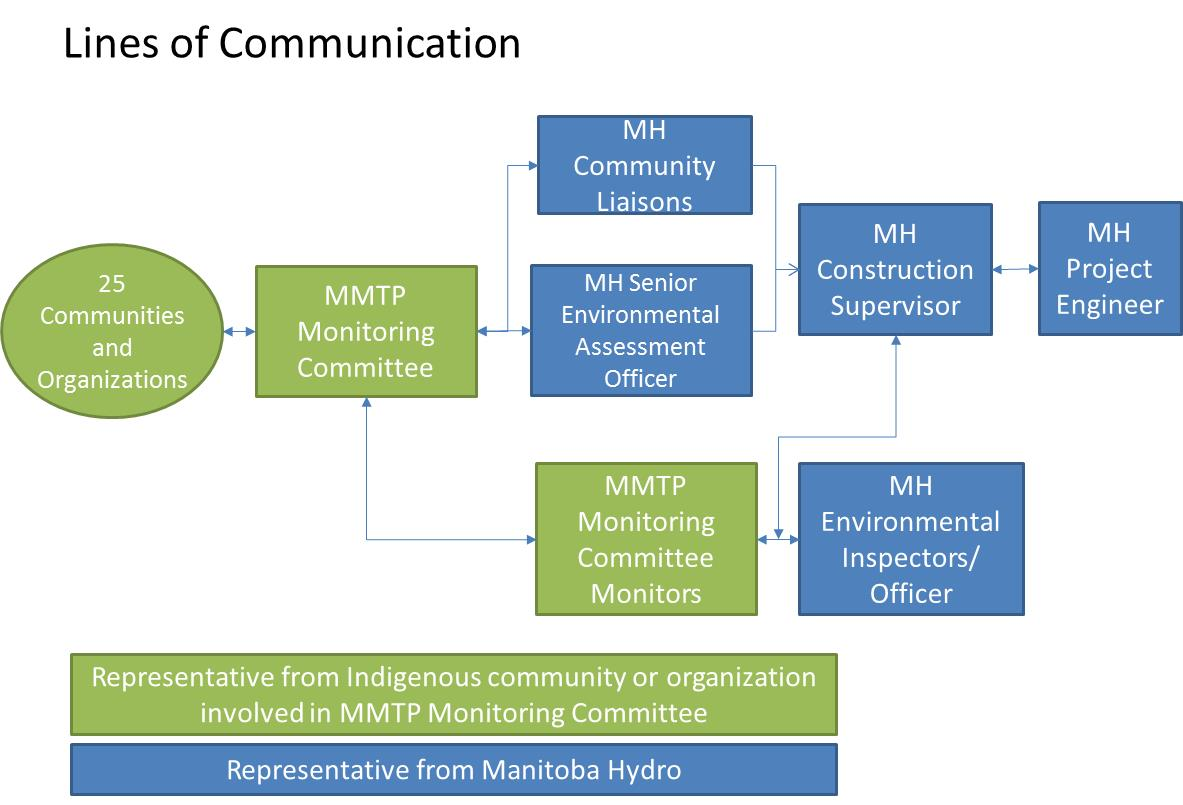 Lines of Communication
MH
Community
Liaisons
MH
Construction
Supervisor
MH
Project
Engineer
25
Communities
and
Organizations
MMTP
Monitoring
Committee
MH Senior
Environmental
Assessment
Officer
MMTP
Monitoring
Committee
Monitors
MH
Environmental
Inspectors/
Officer
Representative from Indigenous community or organization
involved in MMTP Monitoring Committee
Representative from Manitoba Hydro